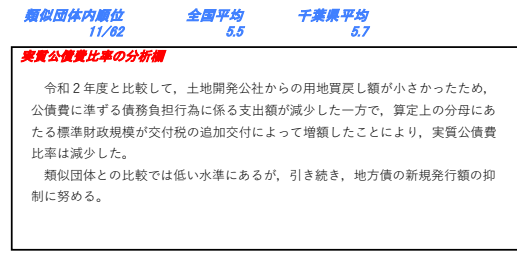 類似団体内順位 全国平均 千葉県平均
11/62 5.5 5.7
実質公債費比率の分析欄
令和２年度と比較して，土地開発公社からの用地買戻し額が小さかったため，
公債費に準ずる債務負担行為に係る支出額が減少した一方で，算定上の分母にあ
たる標準財政規模が交付税の追加交付によって増額したことにより，実質公債費
比率は減少した。
類似団体との比較では低い水準にあるが，引き続き，地方債の新規発行額の抑
制に努める。